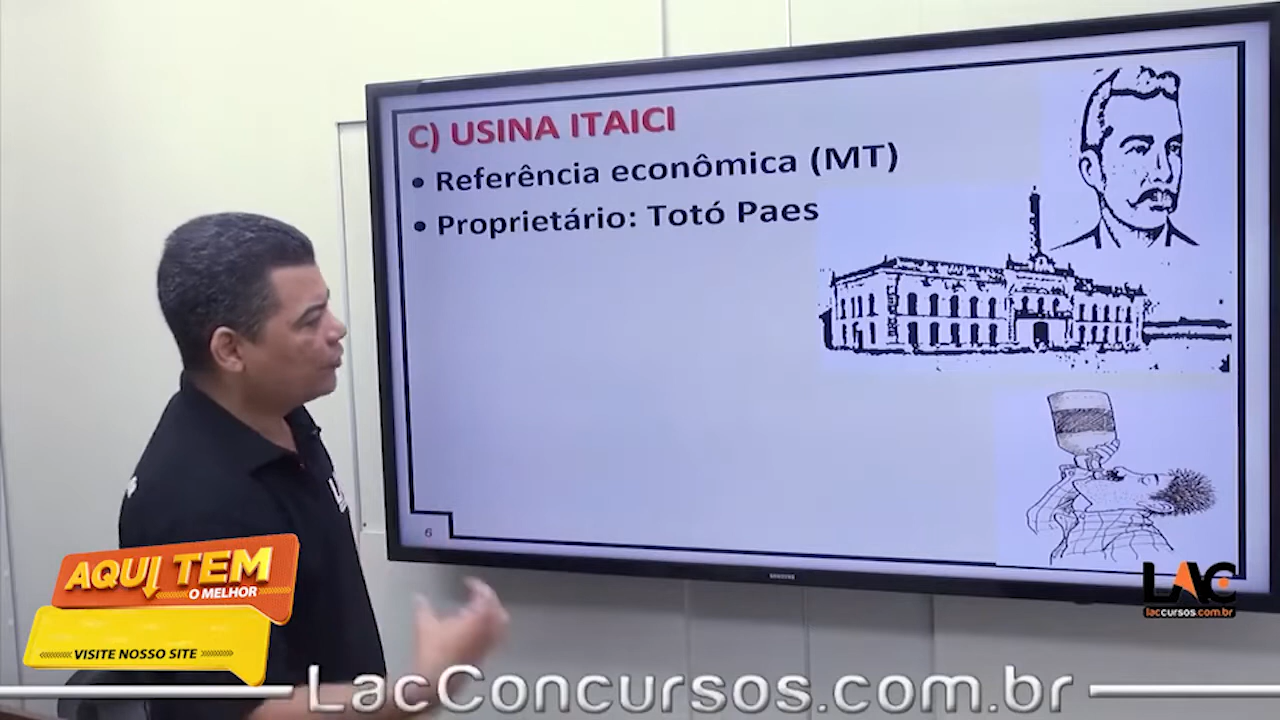 C) USINA ITAICI
• Referência econômica (MT)
• Proprietário: Totó Paes
6
SAMSUNG
LAC
laccursos.com.br
AQUI TEM
O MELHOR
VISITE NOSSO SITE
LacConcursos.com.br